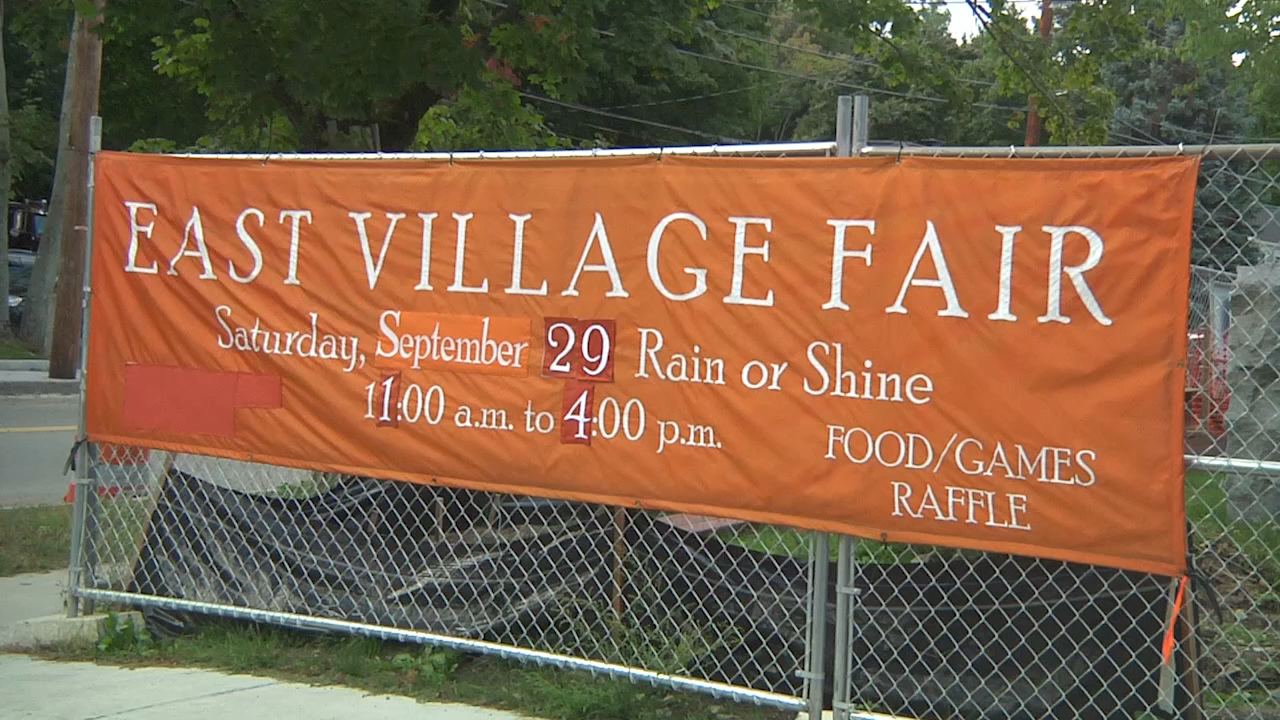 EAST VILLAGE FAIR
Saturday, September 29 Rain or Shine
11:00 a.m. to 4:00 p.m.
FOOD/GAMES
RAFFLE